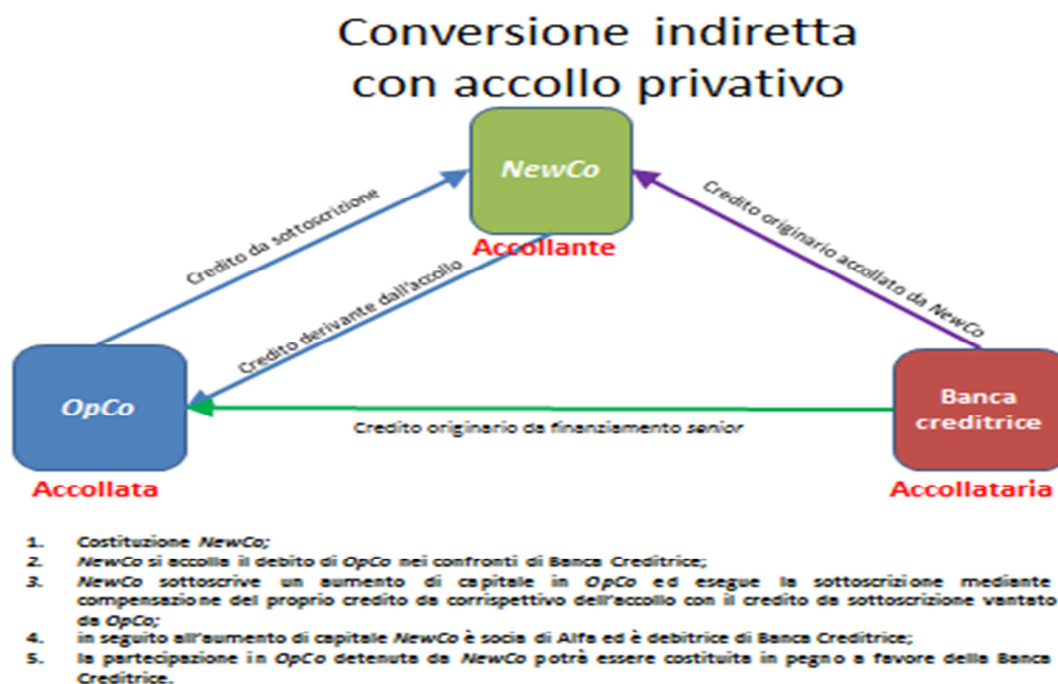 Conversione indiretta
con accollo privativo
NewCo
Accollante
Credito da sottoscrizione
Credito derivante dall'accollo
Credito originario accollato da NewCo
OpCo
Accollata
Banca
creditrice
Accollataria
Credito originario da finanziamento senior
1. Costituzione NewCo;
2. NewCo si accolla il debito di OpCo nei confronti di Banca Creditrice;
3. NewCo sottoscrive un aumento di capitale in OpCo ed esegue la sottoscrizione mediante
compensazione del proprio credito da corrispettivo dell'accollo con il credito da sottoscrizione vantato
da OpCo;
4. in seguito all'aumento di capitale NewCo è socia di Alfa ed è debitrice di Banca Creditrice;
5. la partecipazione in OpCo detenuta da NewCo potrà essere costituita in pegno a favore della Banca
Creditrice.